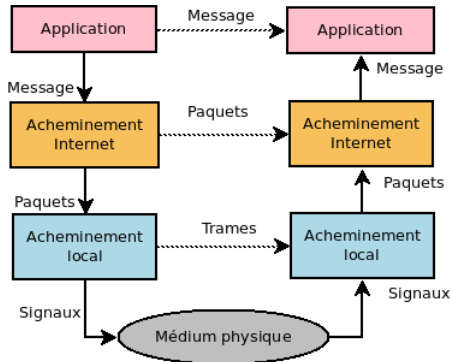 Message
Application
Application
Message
Message
Acheminement
Internet
Paquets
Acheminement
Internet
Paquets
Paquets
Acheminement
local
Trames
Acheminement
local
Signaux
Signaux
Médium physique